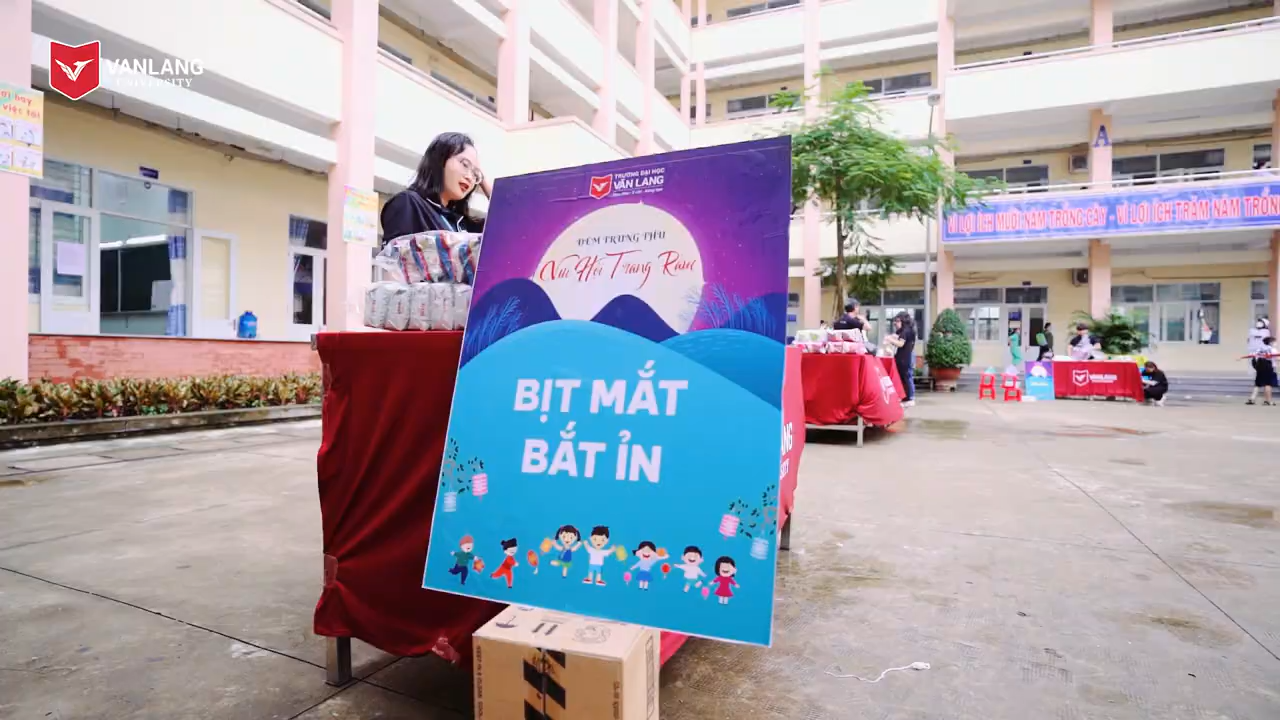 VANLANG
UNIVERSITY
TRƯỜNG ĐẠI HỌC
VĂN LANG
ĐÊM TRUNG THU
Vui Hội Trăng Rằm
BỊT MẮT
BẮT ỈN
A
VÌ LỢI ÍCH MƯỜI NĂM TRỒNG CÂY - VÌ LỢI ÍCH TRĂM NĂM TRỒN
VANLANG